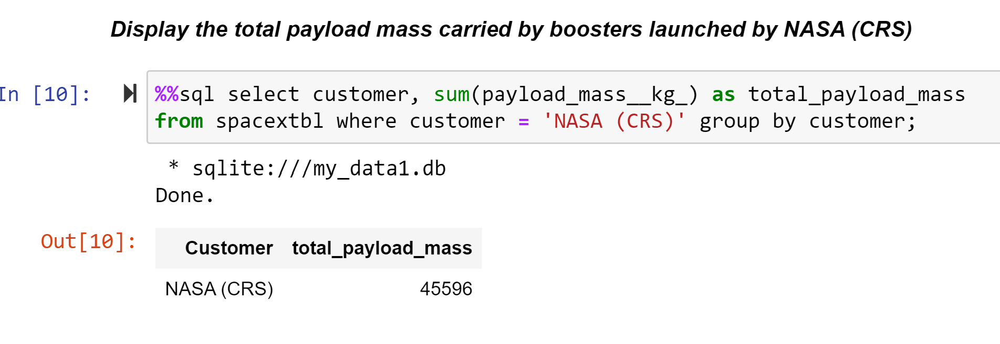 Display the total payload mass carried by boosters launched by NASA (CRS)
In [10]:
%%sql select customer, sum(payload_mass__kg_) as total_payload_mass
from spacextbl where customer = 'NASA (CRS)' group by customer;
* sqlite:///my_data1.db
Done.
Out[10]:
Customer total_payload_mass
NASA (CRS) 45596